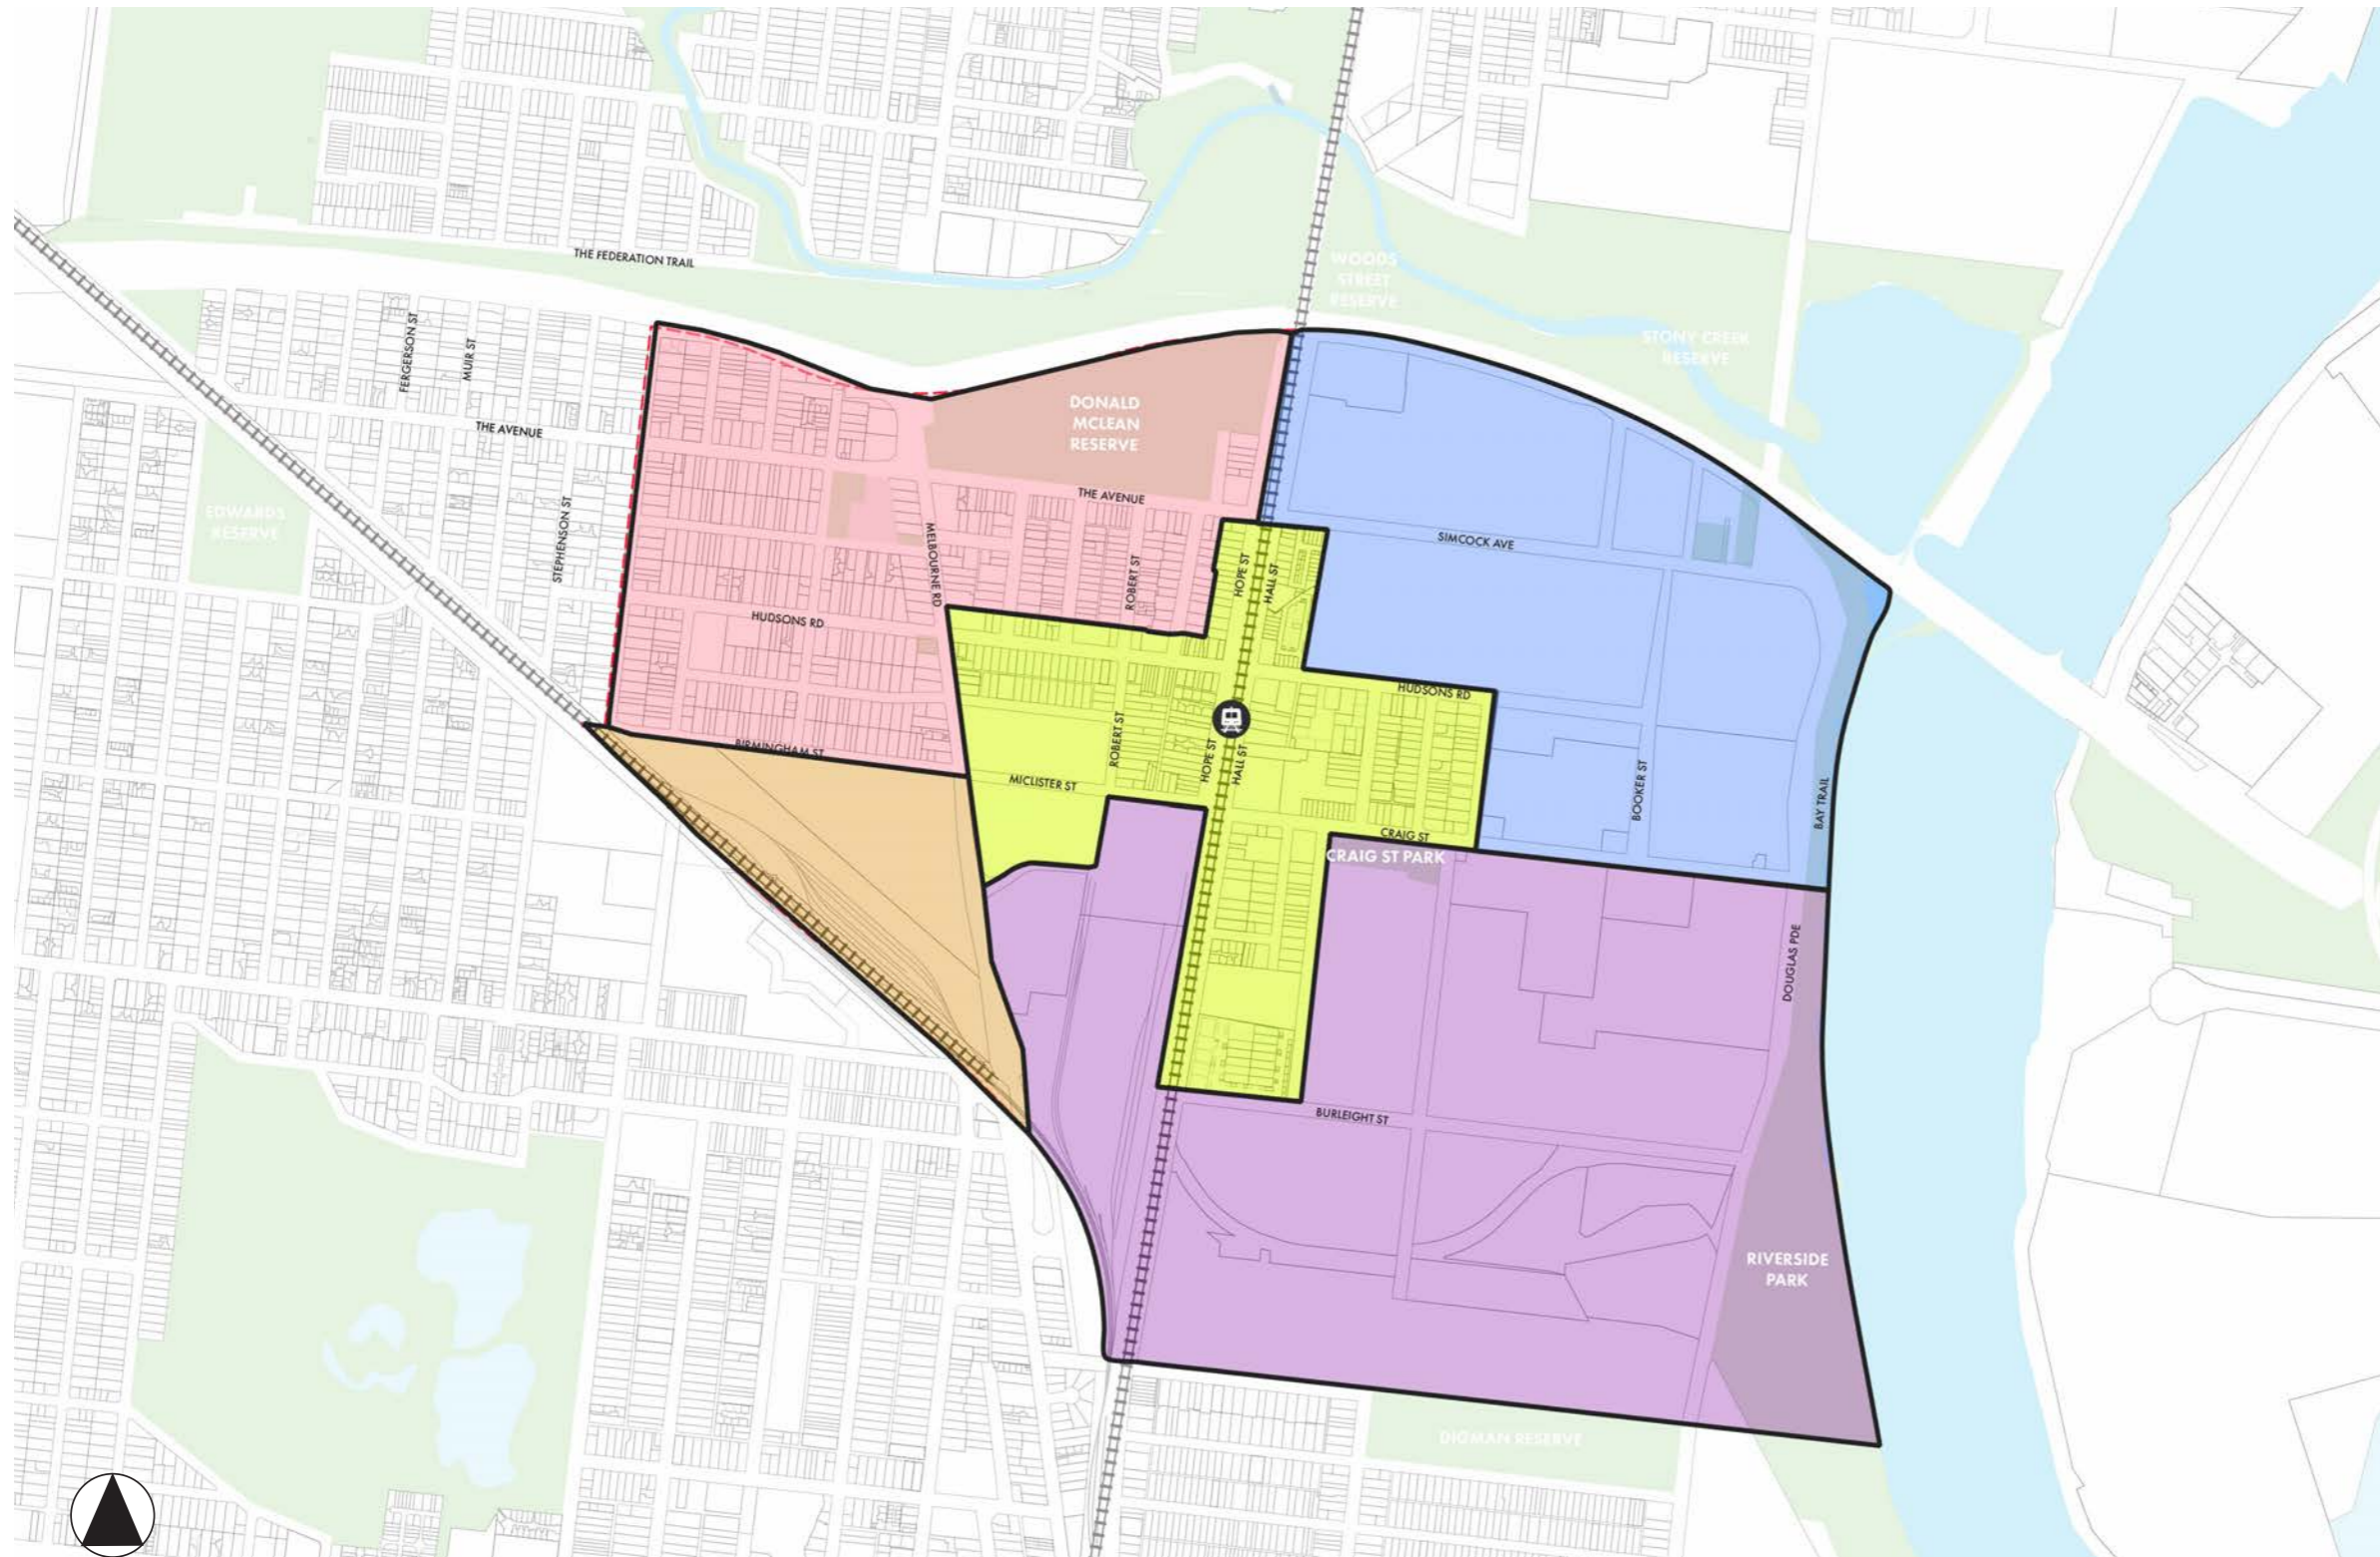 THE FEDERATION TRAIL
WOODS
STREET
RESERVE
STONY CREEK
RESERVE
FERGERSON ST
MUIR ST
THE AVENUE
DONALD
MCLEAN
RESERVE
THE AVENUE
EDWARDS
RESERVE
STEPHENSON ST
MELBOURNE RD
ROBERT ST
HOPE ST
HALL ST
SIMCOCK AVE
HUDSONS RD
HUDSONS RD
BIRMINGHAM ST
ROBERT ST
HOPE ST
HALL ST
MICLISTER ST
BOOKER ST
BAY TRAIL
CRAIG ST
CRAIG ST PARK
DOUGLAS PDE
BURLEIGHT ST
RIVERSIDE
PARK
DIGMAN RESERVE